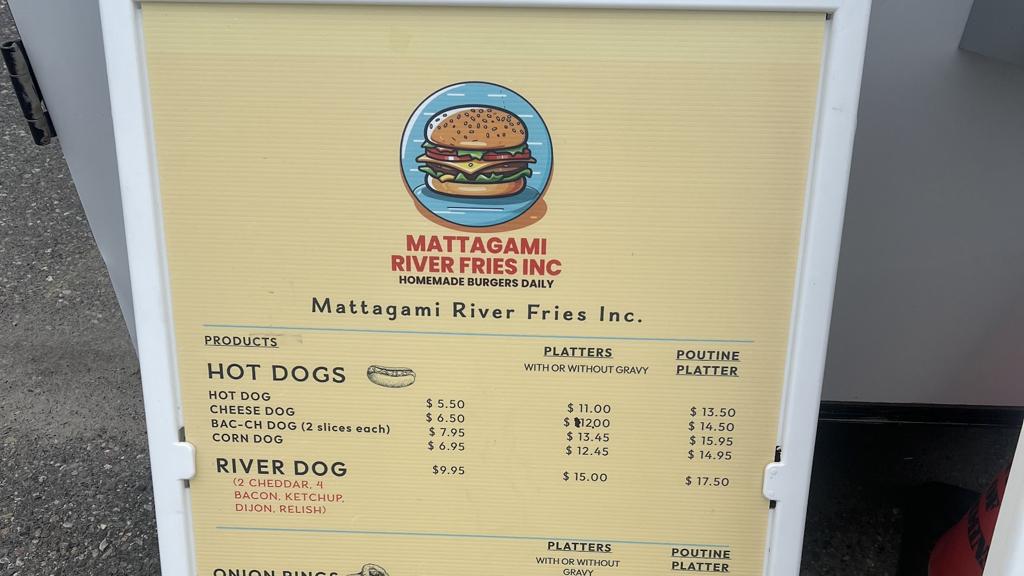 MATTAGAMI
RIVER FRIES INC
HOMEMADE BURGERS DAILY
Mattagami River Fries Inc.
PRODUCTS PLATTERS POUTINE
WITH OR WITHOUT GRAVY PLATTER
HOT DOGS
HOT DOG $ 5.50 $ 11.00 $ 13.50
CHEESE DOG $ 6.50 $ 12.00 $ 14.50
BAC-CH DOG (2 slices each) $ 7.95 $ 13.45 $ 15.95
CORN DOG $ 6.95 $ 12.45 $ 14.95
RIVER DOG $9.95 $ 15.00 $ 17.50
(2 CHEDDAR, 4
BACON, KETCHUP,
DIJON, RELISH)
PLATTERS POUTINE
WITH OR WITHOUT PLATTER
GRAVY
ONION RINGS